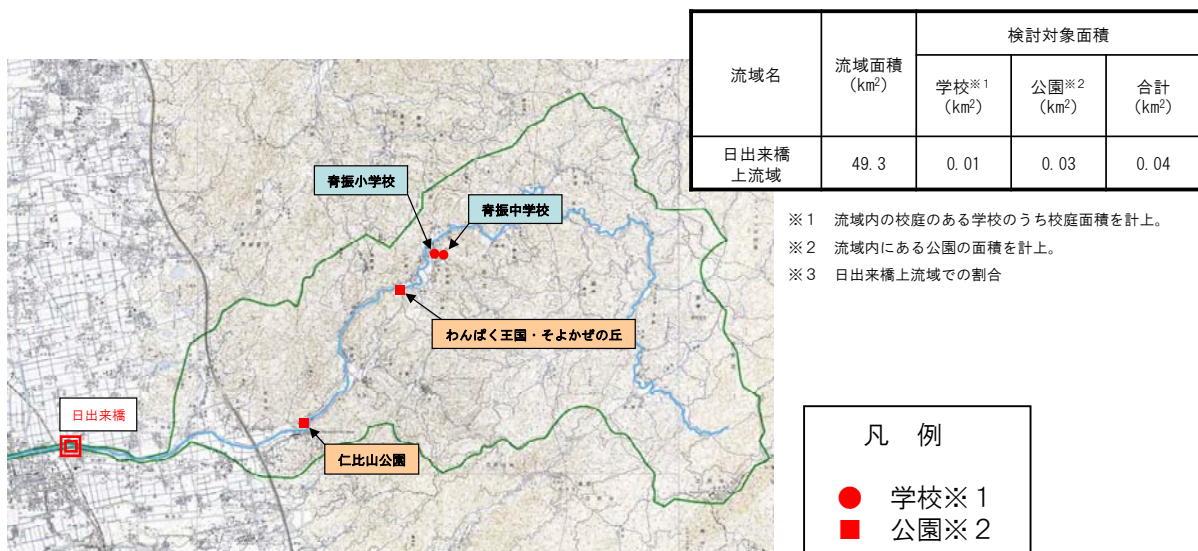 流域名
流域面積
(km²)
検討対象面積
学校※1
(km²)
公園※2
(km²)
合計
(km²)
日出来橋
上流域
49.3
0.01
0.03
0.04
※1 流域内の校庭のある学校のうち校庭面積を計上。
※2 流域内にある公園の面積を計上。
※3 日出来橋上流域での割合
脊振小学校
脊振中学校
わんぱく王国・そよかぜの丘
日出来橋
仁比山公園
凡 例
学校※1
公園※2